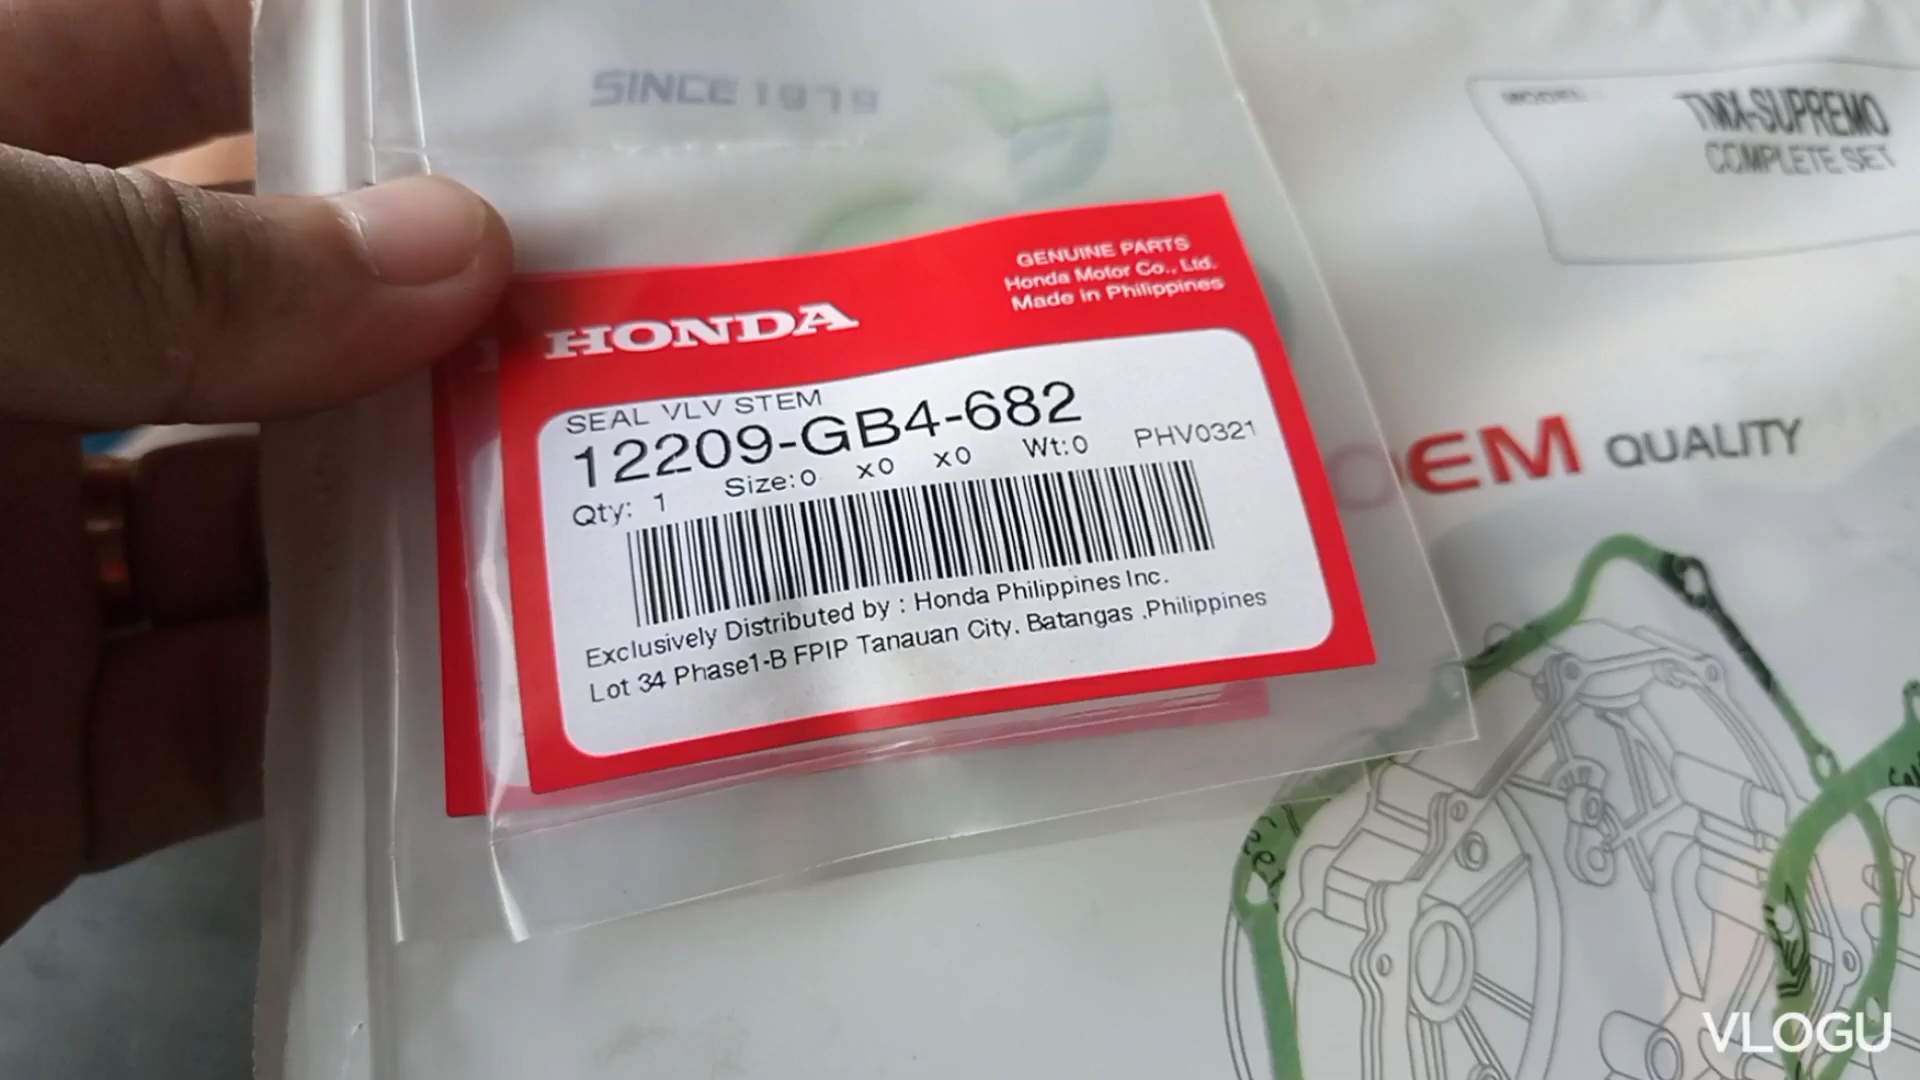 SINCE 1979
MODEL:
TMX-SUPREMO
COMPLETE SET
GENUINE PARTS
Honda Motor Co., Ltd.
Made in Philippines
HONDA
SEAL VLV STEM
12209-GB4-682
Qty: 1 Size:0 x0 x0 Wt:0 PHV0321
Exclusively Distributed by : Honda Philippines Inc.
Lot 34 Phase1-B FPIP Tanauan City. Batangas .Philippines
OEM QUALITY
VLOGU